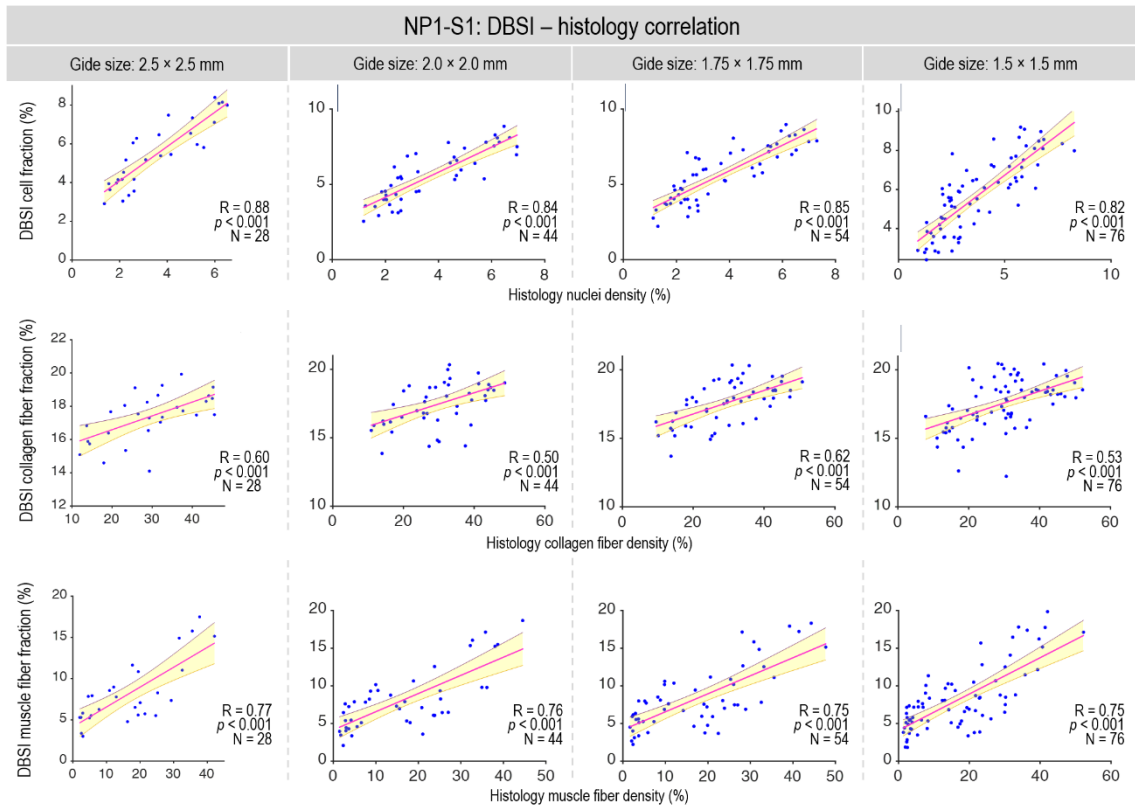 NP1-S1: DBSI – histology correlation
Gide size: 2.5 × 2.5 mm
Gide size: 2.0 × 2.0 mm
Gide size: 1.75 × 1.75 mm
Gide size: 1.5 × 1.5 mm
DBSI cell fraction (%)
8
6
4
2
0
0
2
4
6
R = 0.88
p < 0.001
N = 28
10
5
0
0
2
4
6
8
R = 0.84
p < 0.001
N = 44
10
5
0
0
2
4
6
8
R = 0.85
p < 0.001
N = 54
10
8
6
4
0
5
10
R = 0.82
p < 0.001
N = 76
Histology nuclei density (%)
DBSI collagen fiber fraction (%)
22
20
18
16
14
12
10
20
30
40
R = 0.60
p < 0.001
N = 28
20
15
10
0
20
40
60
R = 0.50
p < 0.001
N = 44
20
15
10
0
20
40
60
R = 0.62
p < 0.001
N = 54
20
15
10
0
20
40
60
R = 0.53
p < 0.001
N = 76
Histology collagen fiber density (%)
DBSI muscle fiber fraction (%)
20
15
10
5
0
0
10
20
30
40
R = 0.77
p < 0.001
N = 28
20
15
10
5
0
0
10
20
30
40
50
R = 0.76
p < 0.001
N = 44
20
15
10
5
0
0
10
20
30
40
50
R = 0.75
p < 0.001
N = 54
20
15
10
5
0
0
20
40
60
R = 0.75
p < 0.001
N = 76
Histology muscle fiber density (%)